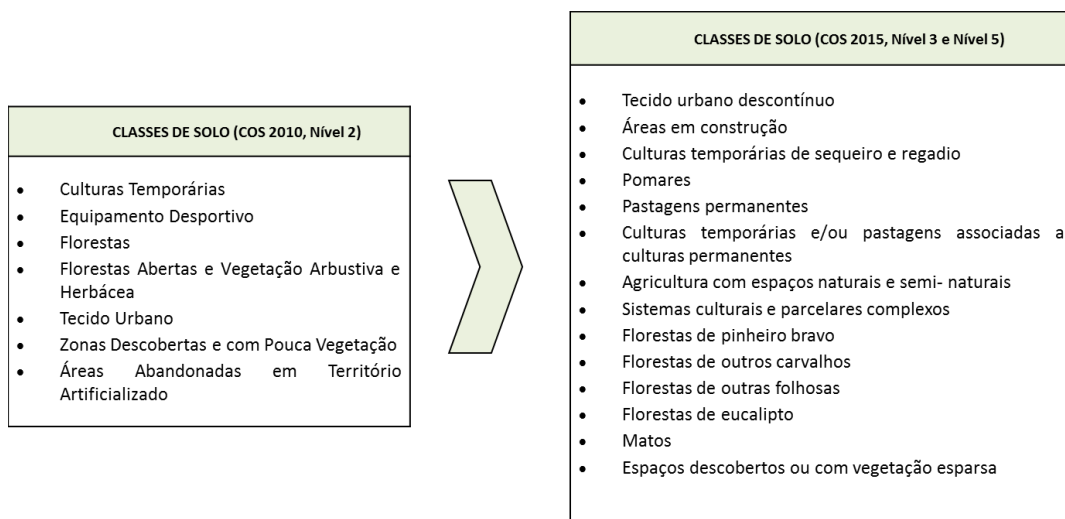 CLASSES DE SOLO (COS 2010, Nível 2)
• Culturas Temporárias
• Equipamento Desportivo
• Florestas
• Florestas Abertas e Vegetação Arbustiva e
Herbácea
• Tecido Urbano
• Zonas Descobertas e com Pouca Vegetação
• Áreas Abandonadas em Território
Artificializado
CLASSES DE SOLO (COS 2015, Nível 3 e Nível 5)
• Tecido urbano descontínuo
• Áreas em construção
• Culturas temporárias de sequeiro e regadio
• Pomares
• Pastagens permanentes
• Culturas temporárias e/ou pastagens associadas a
culturas permanentes
• Agricultura com espaços naturais e semi- naturais
• Sistemas culturais e parcelares complexos
• Florestas de pinheiro bravo
• Florestas de outros carvalhos
• Florestas de outras folhosas
• Florestas de eucalipto
• Matos
• Espaços descobertos ou com vegetação esparsa